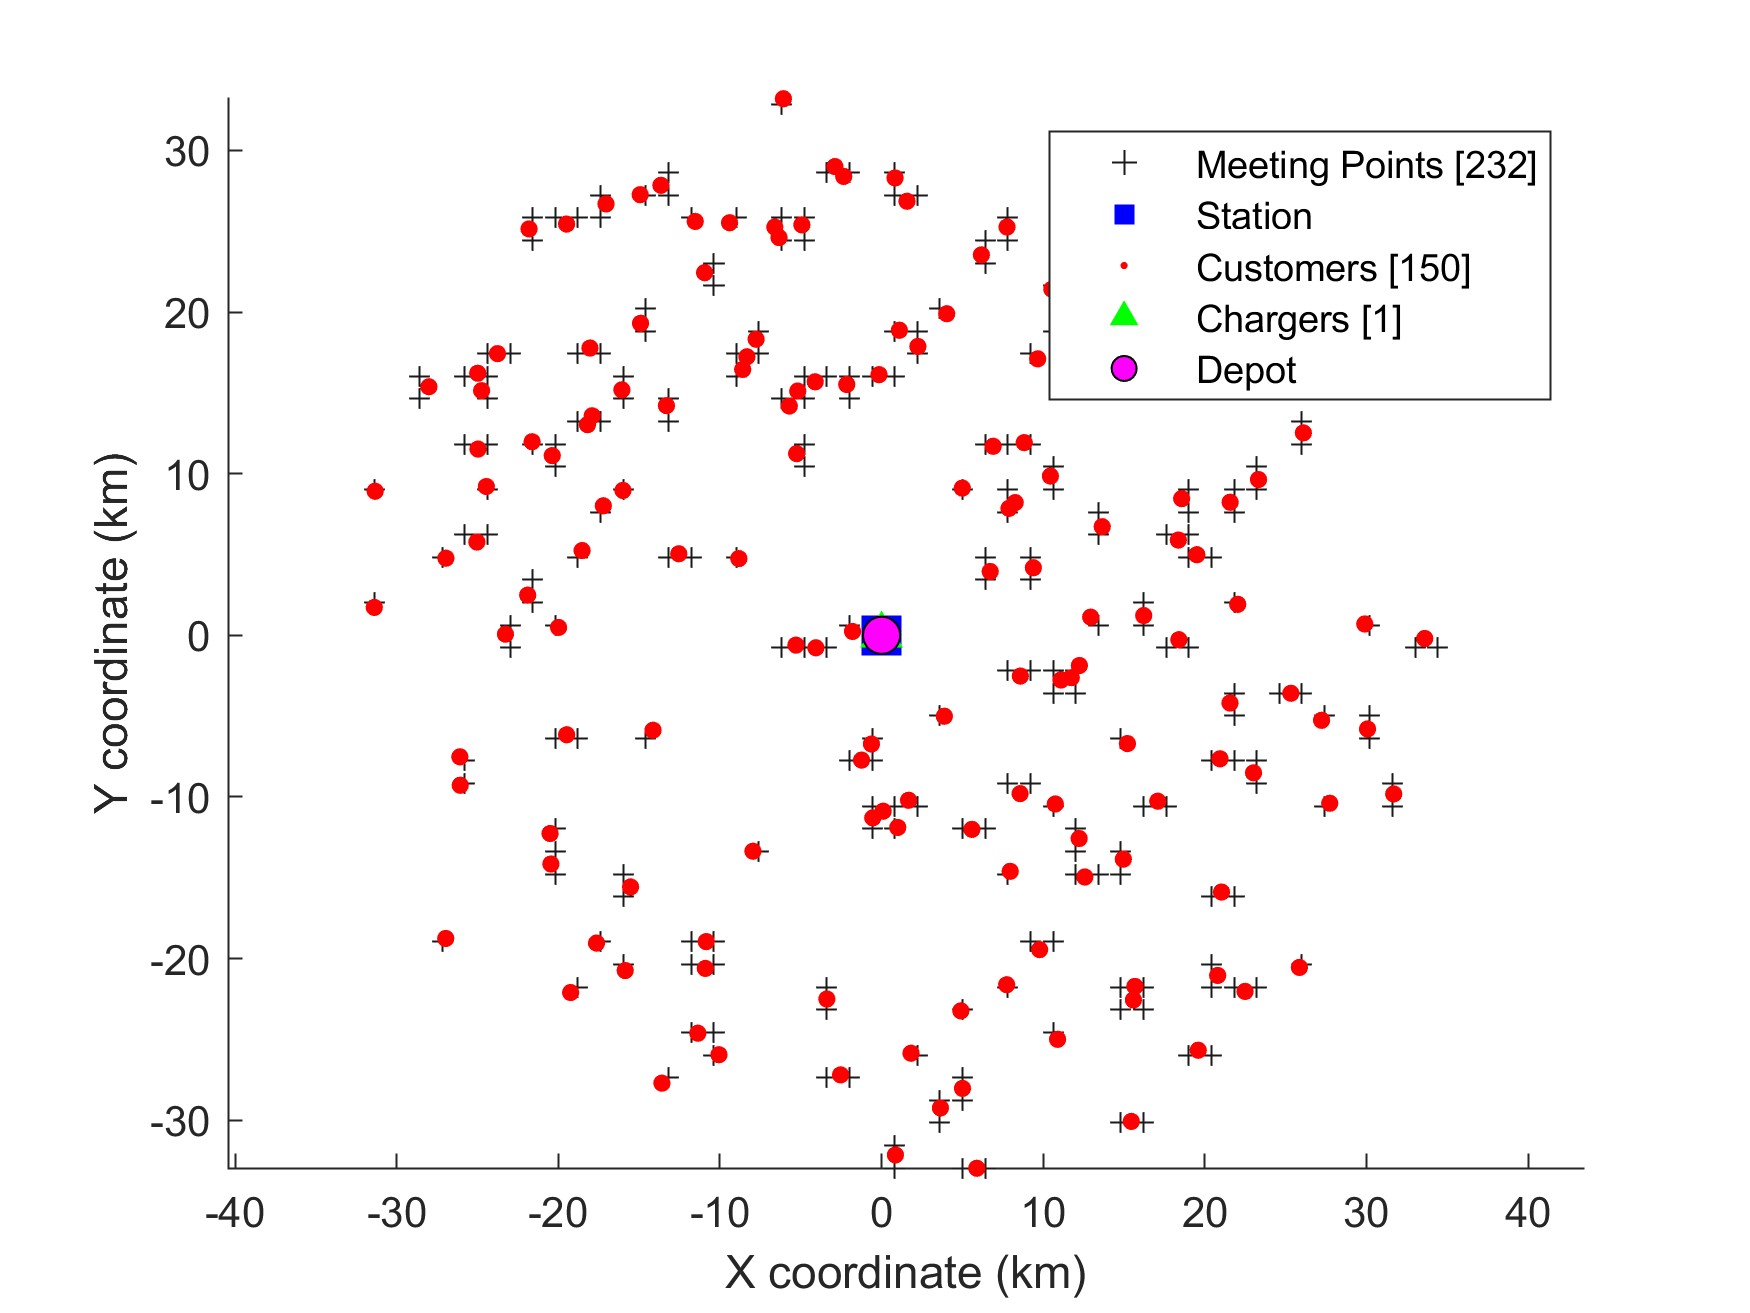 30
20
10
0
-10
-20
-30
-40 -30 -20 -10 0 10 20 30 40
Y coordinate (km)
X coordinate (km)
Meeting Points [232]
Station
Customers [150]
Chargers [1]
Depot